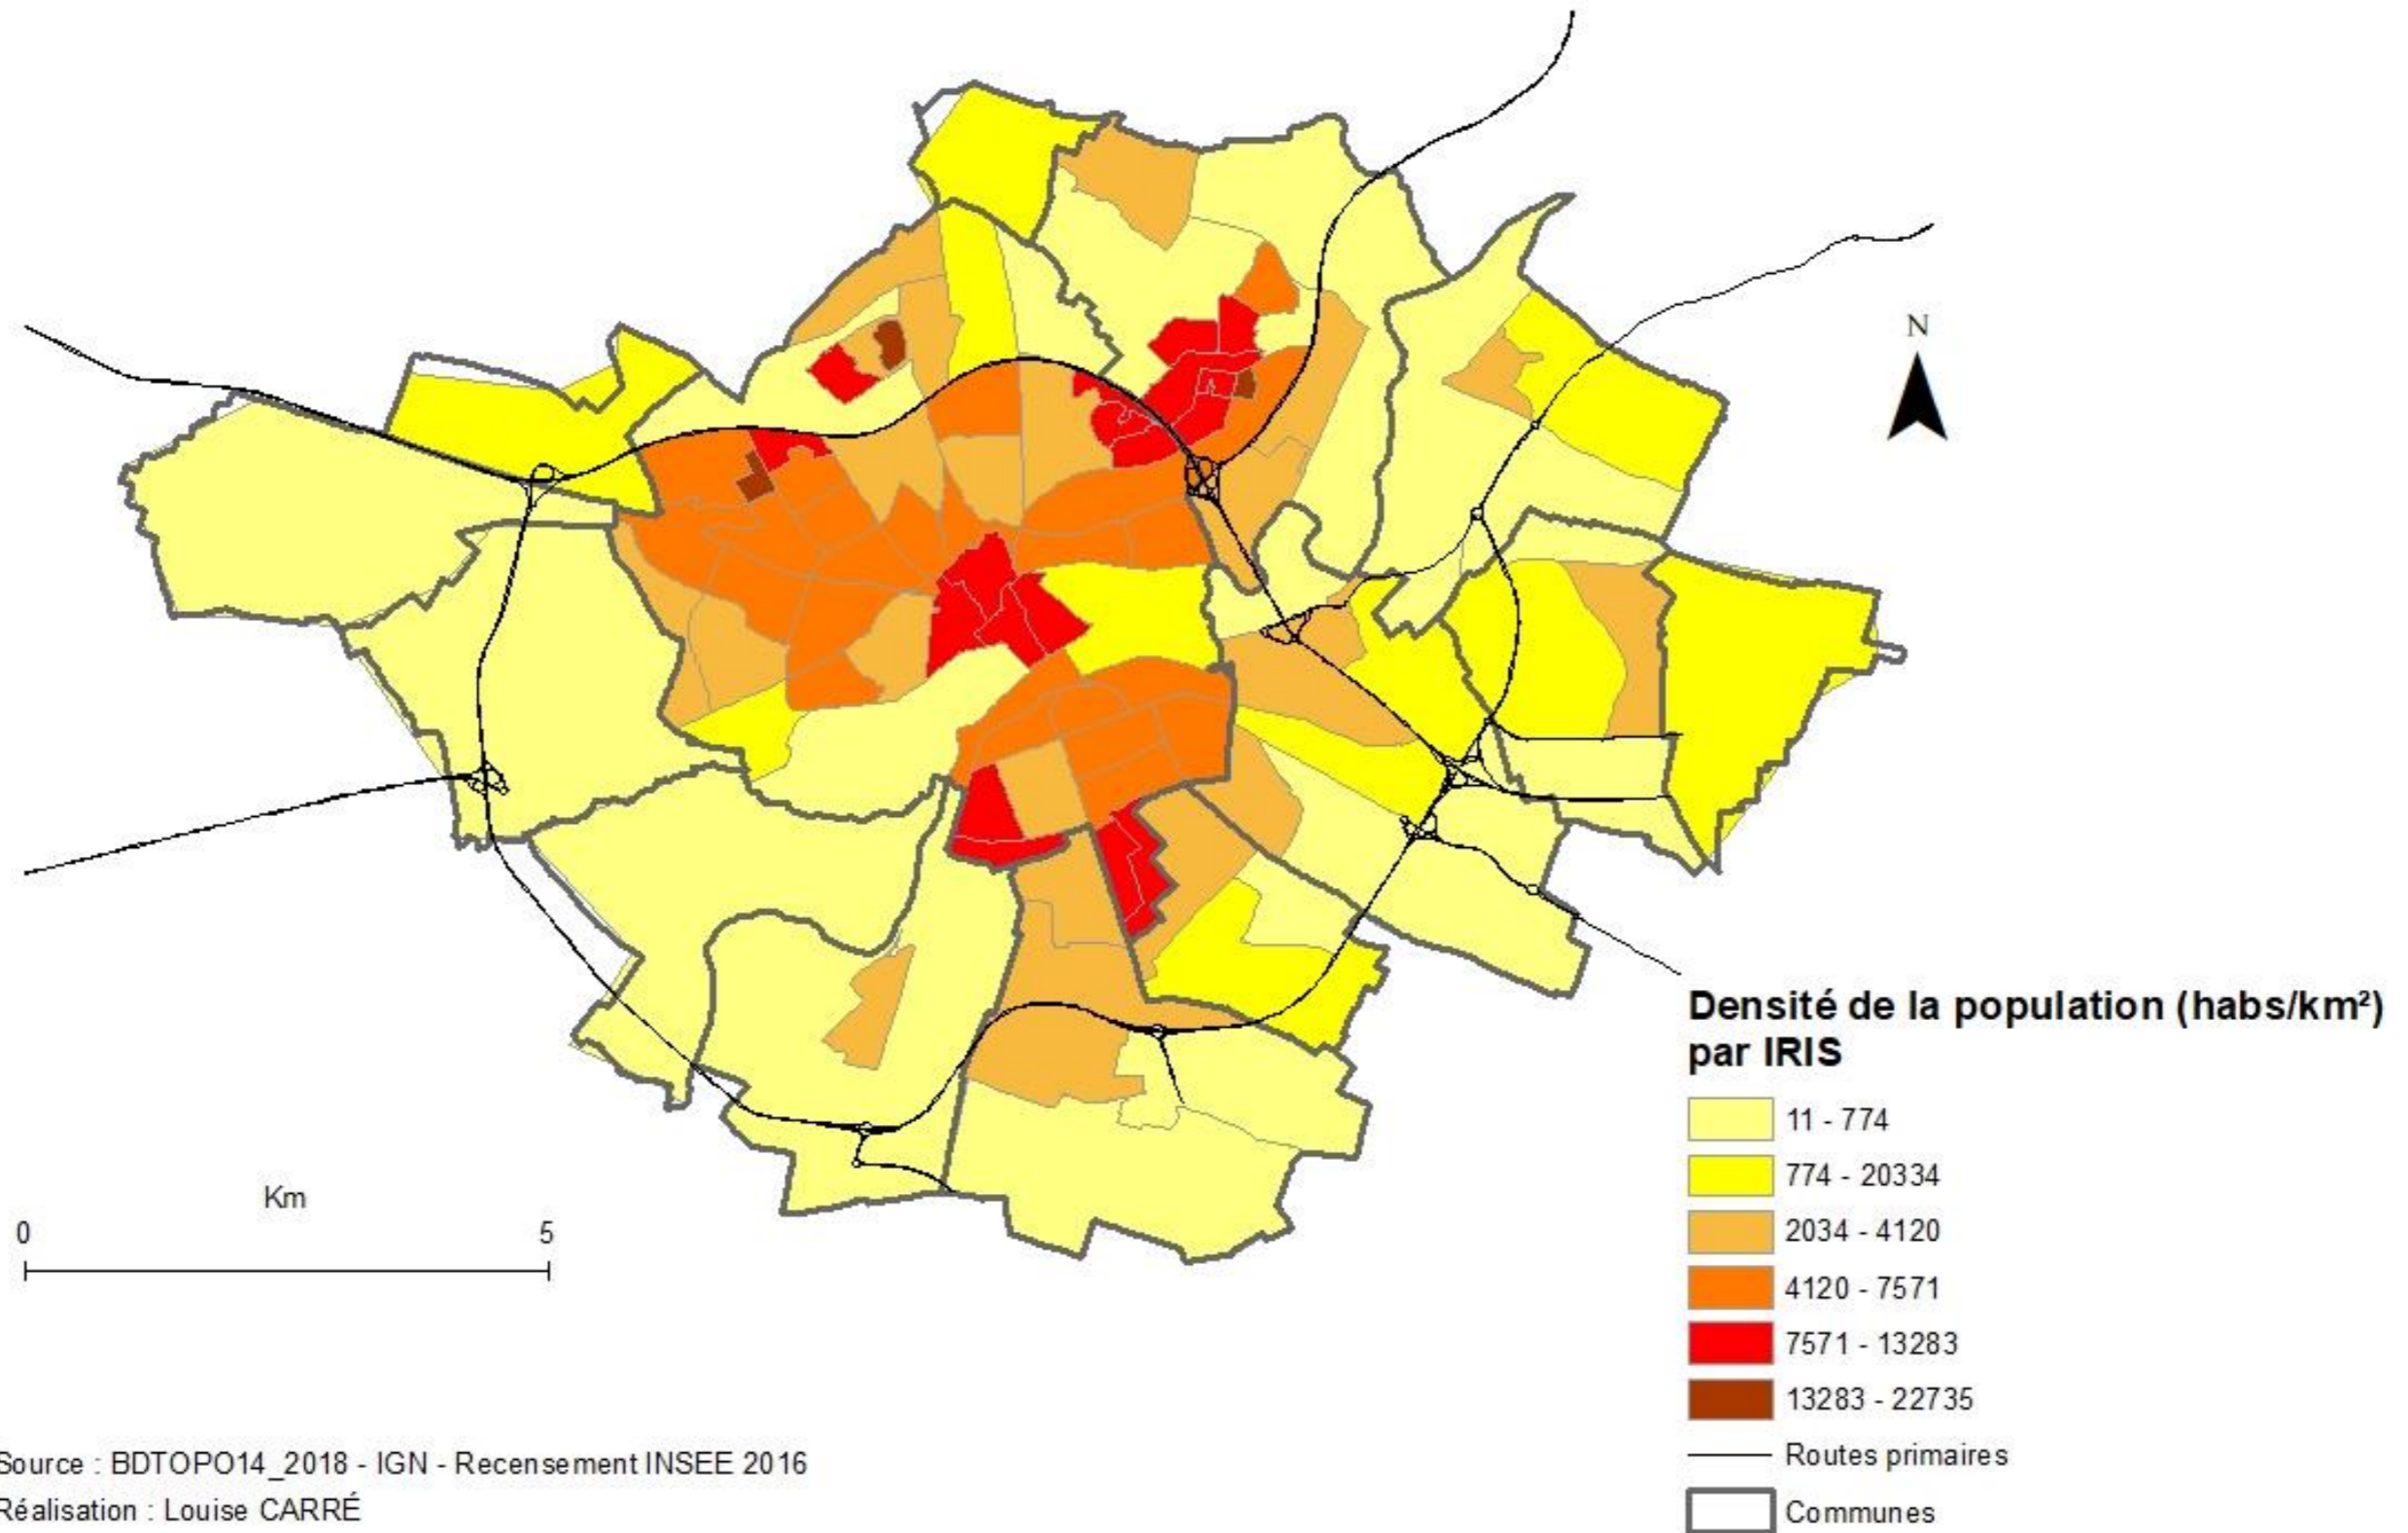 N
Densité de la population (habs/km²)
par IRIS
11 - 774
774 - 20334
2034 - 4120
4120 - 7571
7571 - 13283
13283 - 22735
Routes primaires
Communes
Km
0 5
Source : BDTOPO14_2018 - IGN - Recensement INSEE 2016
Réalisation : Louise CARRÉ